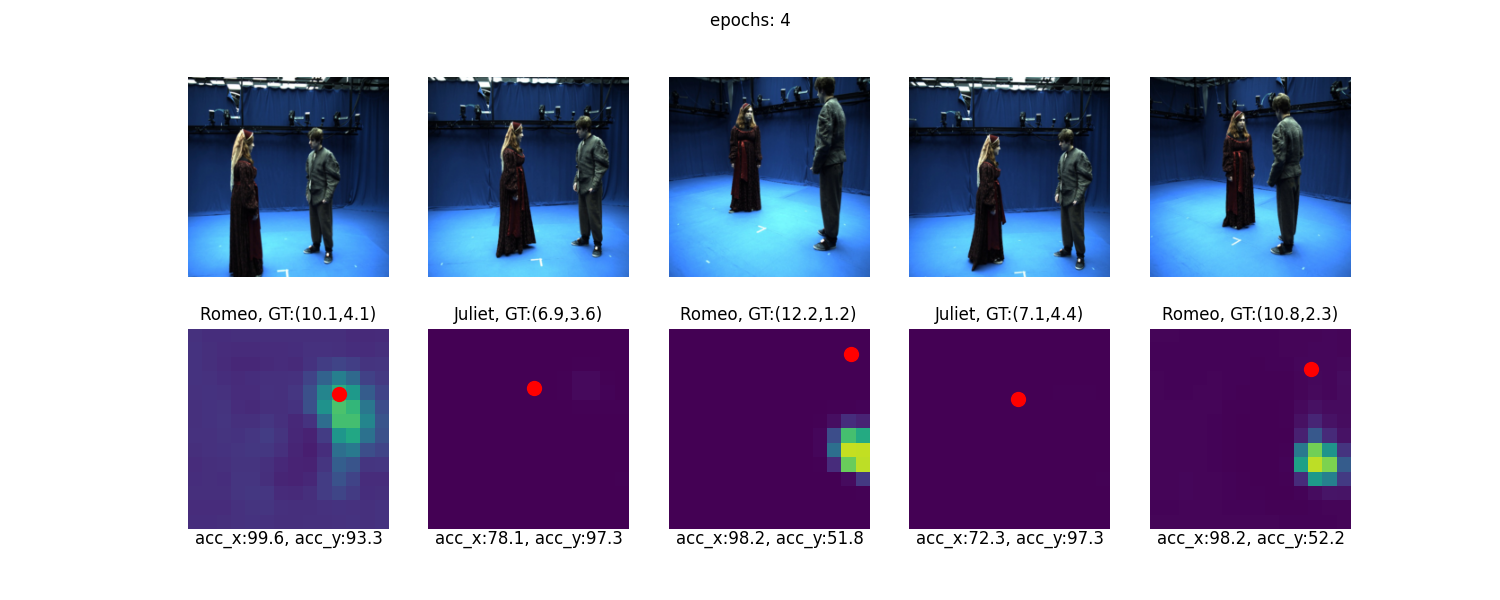 epochs: 4
Romeo, GT:(10.1,4.1)
Juliet, GT:(6.9,3.6)
Romeo, GT:(12.2,1.2)
Juliet, GT:(7.1,4.4)
Romeo, GT:(10.8,2.3)
acc_x:99.6, acc_y:93.3
acc_x:78.1, acc_y:97.3
acc_x:98.2, acc_y:51.8
acc_x:72.3, acc_y:97.3
acc_x:98.2, acc_y:52.2